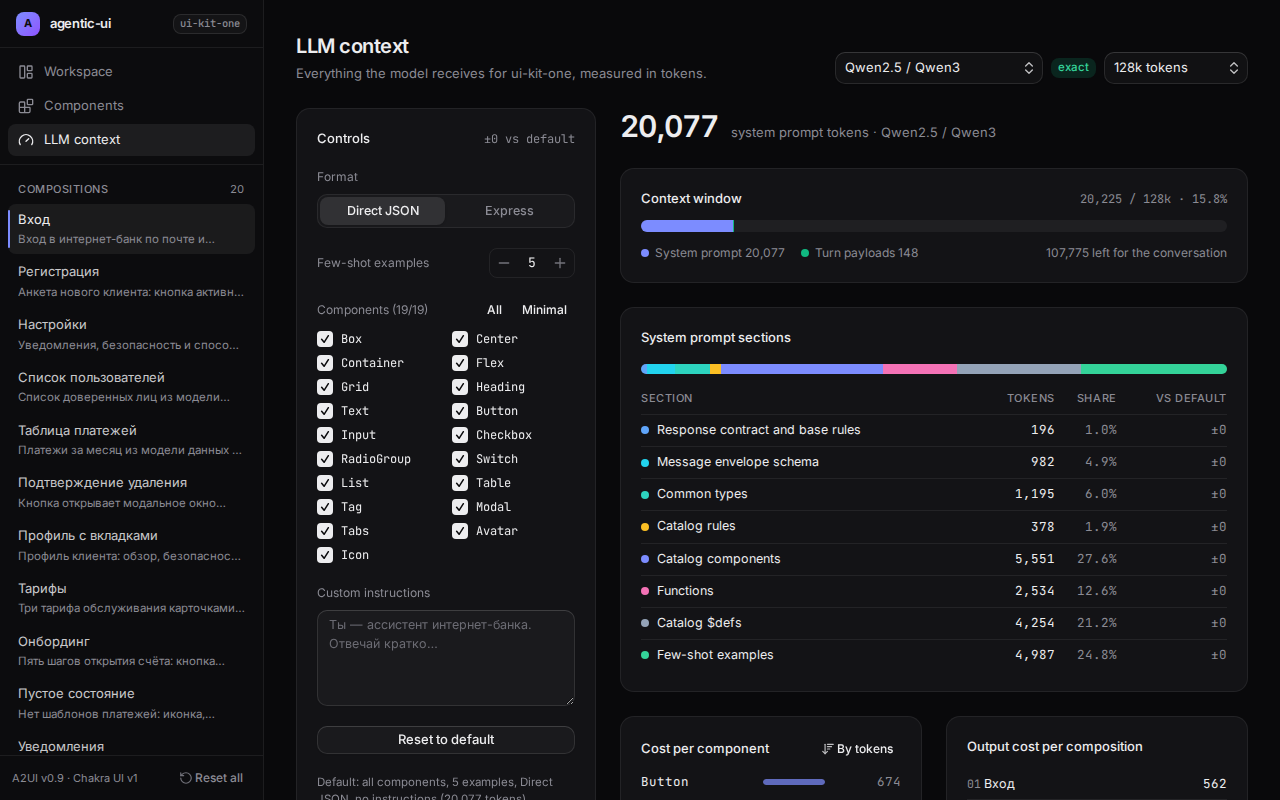 A agentic-ui ui-kit-one
Workspace
Components
LLM context
COMPOSITIONS 20
Вход
Вход в интернет-банк по почте и...
Регистрация
Анкета нового клиента: кнопка активн...
Настройки
Уведомления, безопасность и спосо...
Список пользователей
Список доверенных лиц из модели...
Таблица платежей
Платежи за месяц из модели данных ...
Подтверждение удаления
Кнопка открывает модальное окно...
Профиль с вкладками
Профиль клиента: обзор, безопаснос...
Тарифы
Три тарифа обслуживания карточками...
Онбординг
Пять шагов открытия счёта: кнопка...
Пустое состояние
Нет шаблонов платежей: иконка,...
Уведомления
A2UI v0.9 · Chakra UI v1 Reset all
LLM context
Everything the model receives for ui-kit-one, measured in tokens.
Qwen2.5 / Qwen3 exact 128k tokens
Controls ±0 vs default
Format
Direct JSON Express
Few-shot examples − 5 +
Components (19/19) All Minimal
Box Center
Container Flex
Grid Heading
Text Button
Input Checkbox
RadioGroup Switch
List Table
Tag Modal
Tabs Avatar
Icon
Custom instructions
Ты — ассистент интернет-банка.
Отвечай кратко...
Reset to default
Default: all components, 5 examples, Direct
JSON, no instructions (20,077 tokens)
20,077 system prompt tokens · Qwen2.5 / Qwen3
Context window 20,225 / 128k · 15.8%
System prompt 20,077 Turn payloads 148 107,775 left for the conversation
System prompt sections
SECTION TOKENS SHARE VS DEFAULT
Response contract and base rules 196 1.0% ±0
Message envelope schema 982 4.9% ±0
Common types 1,195 6.0% ±0
Catalog rules 378 1.9% ±0
Catalog components 5,551 27.6% ±0
Functions 2,534 12.6% ±0
Catalog $defs 4,254 21.2% ±0
Few-shot examples 4,987 24.8% ±0
Cost per component By tokens
Button 674
Output cost per composition
01 Вход 562